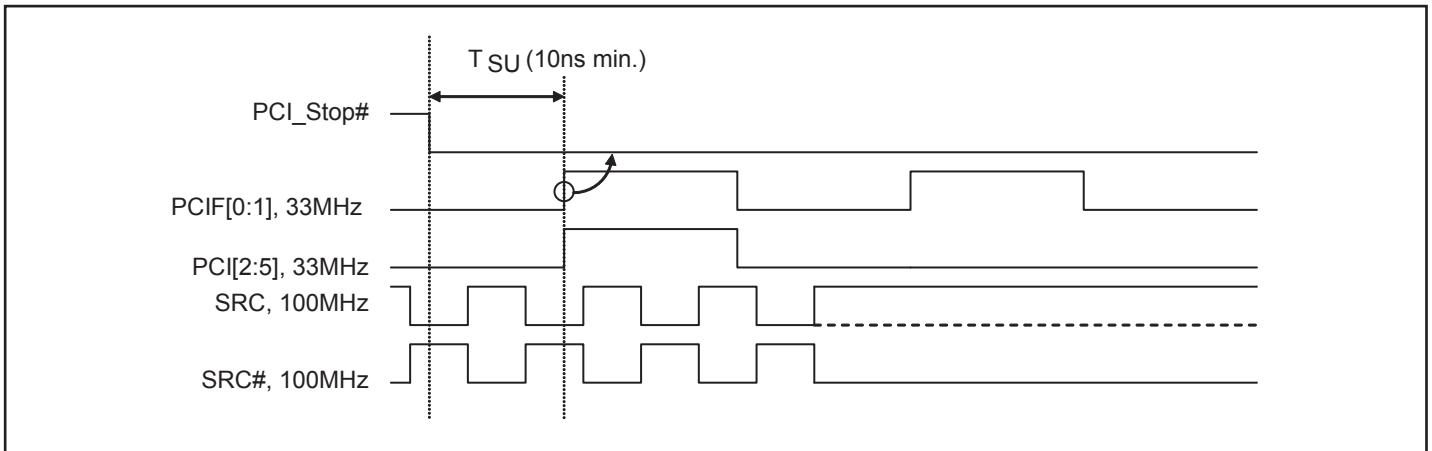 T SU (10ns min.)
PCI_Stop#
PCIF[0:1], 33MHz
PCI[2:5], 33MHz
SRC, 100MHz
SRC#, 100MHz